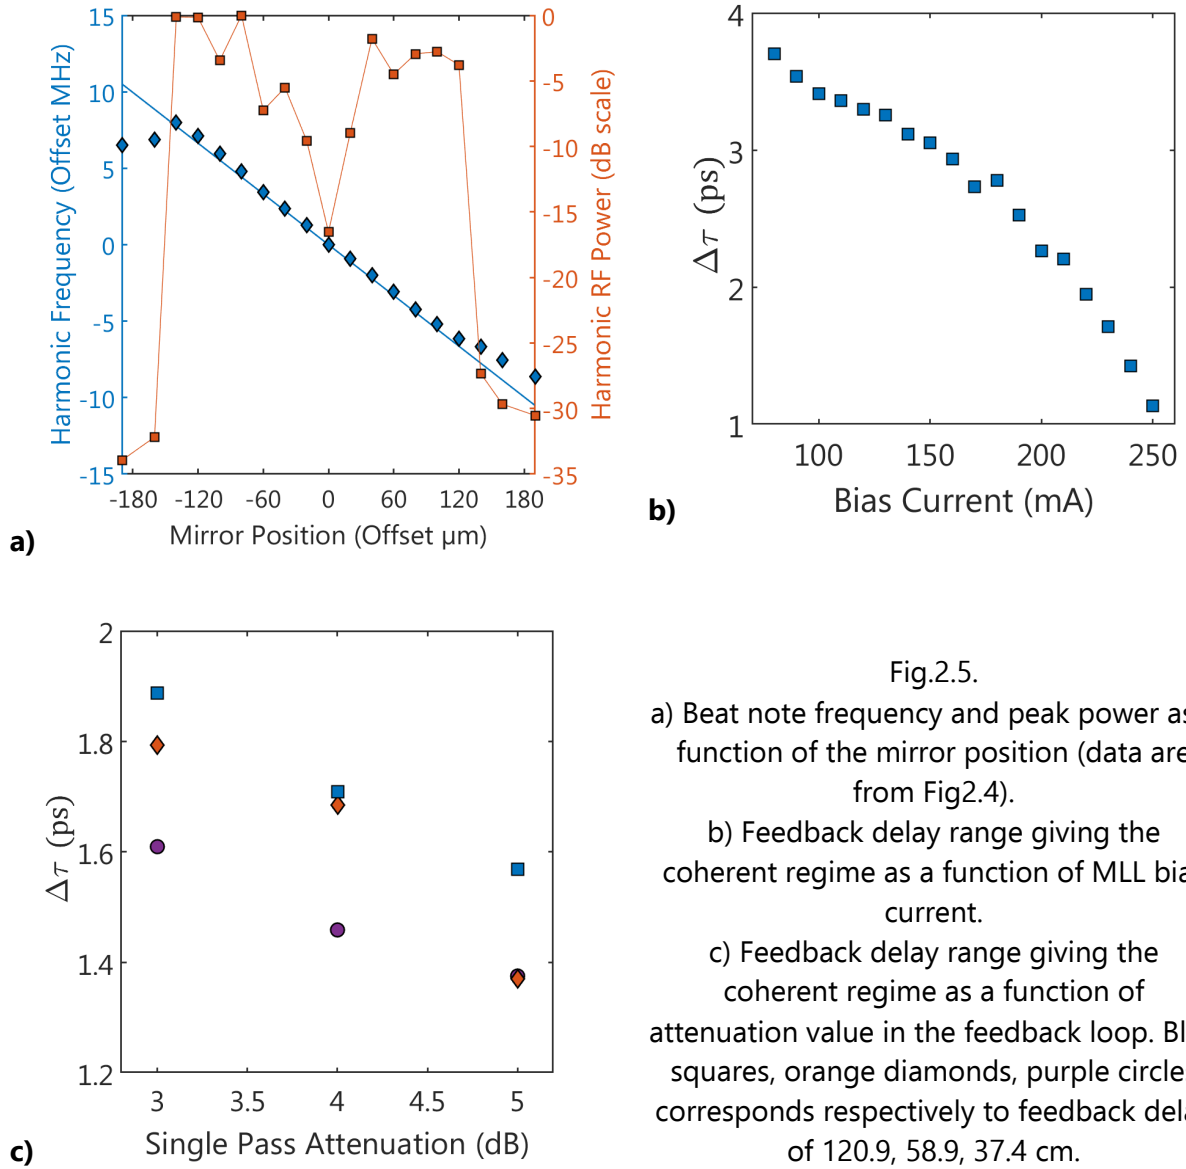 15
10
5
0
-5
-10
-15
Harmonic Frequency (Offset MHz)
0
-5
-10
-15
-20
-25
-30
-35
Harmonic RF Power (dB scale)
-180 -120 -60 0 60 120 180
Mirror Position (Offset µm)
a)
4
3
2
1
Δτ (ps)
100 150 200 250
Bias Current (mA)
b)
2
1.8
1.6
1.4
1.2
Δτ (ps)
3 3.5 4 4.5 5
Single Pass Attenuation (dB)
c)
Fig.2.5.
a) Beat note frequency and peak power as
function of the mirror position (data are
from Fig2.4).
b) Feedback delay range giving the
coherent regime as a function of MLL bia
current.
c) Feedback delay range giving the
coherent regime as a function of
attenuation value in the feedback loop. Bl
squares, orange diamonds, purple circle
corresponds respectively to feedback dela
of 120.9, 58.9, 37.4 cm.